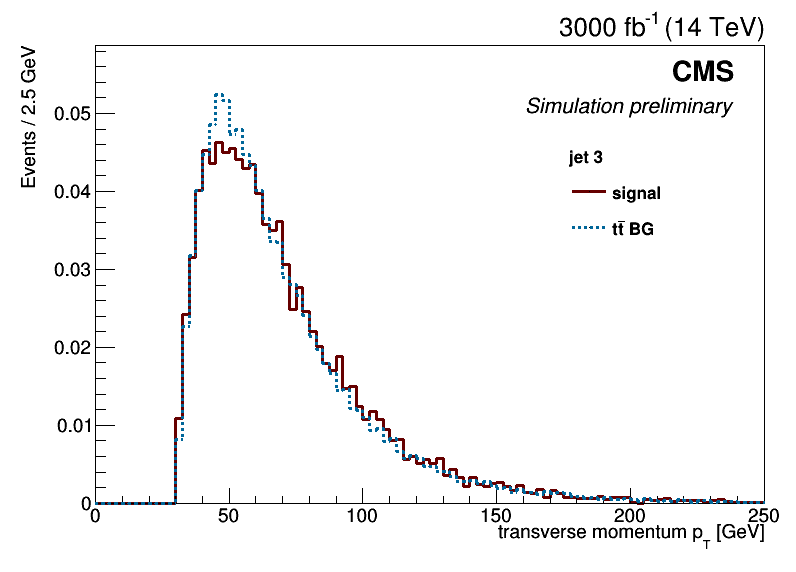 3000 fb⁻¹ (14 TeV)
Events / 2.5 GeV
CMS
Simulation preliminary
jet 3
signal
tt̄ BG
0.05
0.04
0.03
0.02
0.01
0
0 50 100 150 200 250
transverse momentum p_T [GeV]